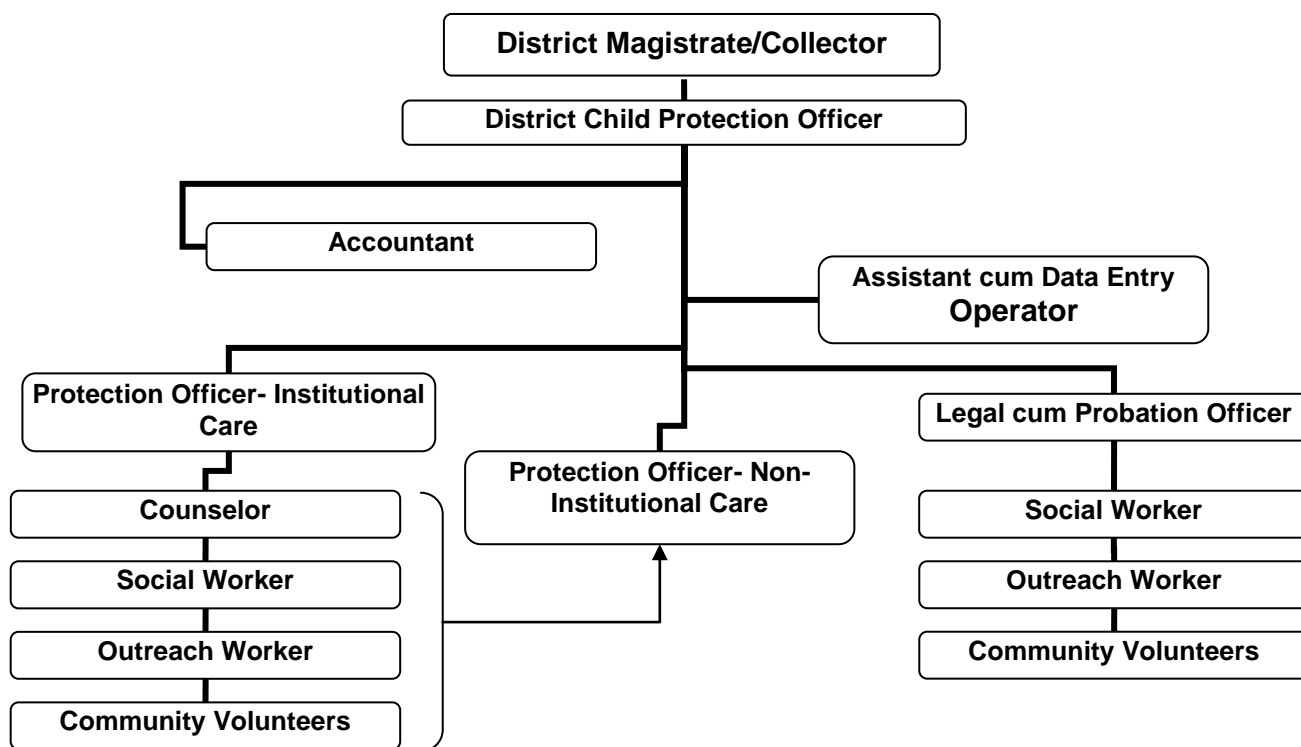 District Magistrate/Collector
District Child Protection Officer
Accountant
Assistant cum Data Entry
Operator
Protection Officer- Institutional
Care
Legal cum Probation Officer
Protection Officer- Non-
Institutional Care
Counselor
Social Worker
Outreach Worker
Community Volunteers
Social Worker
Outreach Worker
Community Volunteers